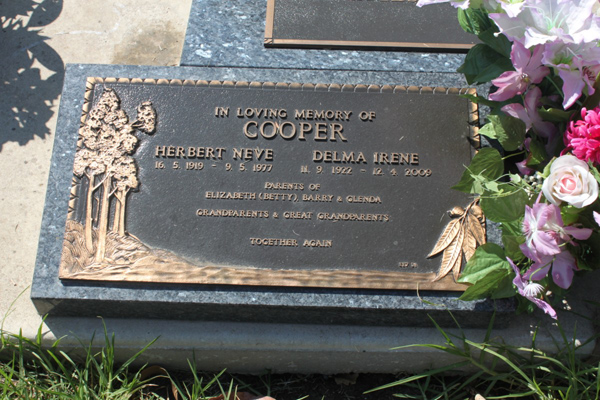 IN LOVING MEMORY OF
COOPER
HERBERT NEVE DELMA IRENE
16. 5. 1919 - 9. 5. 1977 11. 9. 1922 - 12. 4. 2009
PARENTS OF
ELIZABETH (BETTY) BARRY & GLENDA
GRANDPARENTS & GREAT GRANDPARENTS
TOGETHER AGAIN